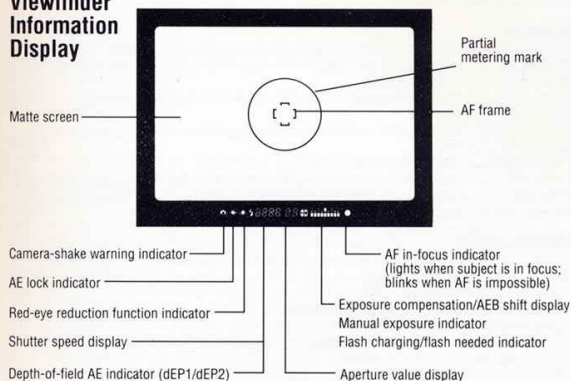 Viewfinder
Information
Display
Partial
metering mark
Matte screen
AF frame
Camera-shake warning indicator
AE lock indicator
Red-eye reduction function indicator
Shutter speed display
Depth-of-field AE indicator (dEP1/dEP2)
AF in-focus indicator
(lights when subject is in focus;
blinks when AF is impossible)
Exposure compensation/AEB shift display
Manual exposure indicator
Flash charging/flash needed indicator
Aperture value display